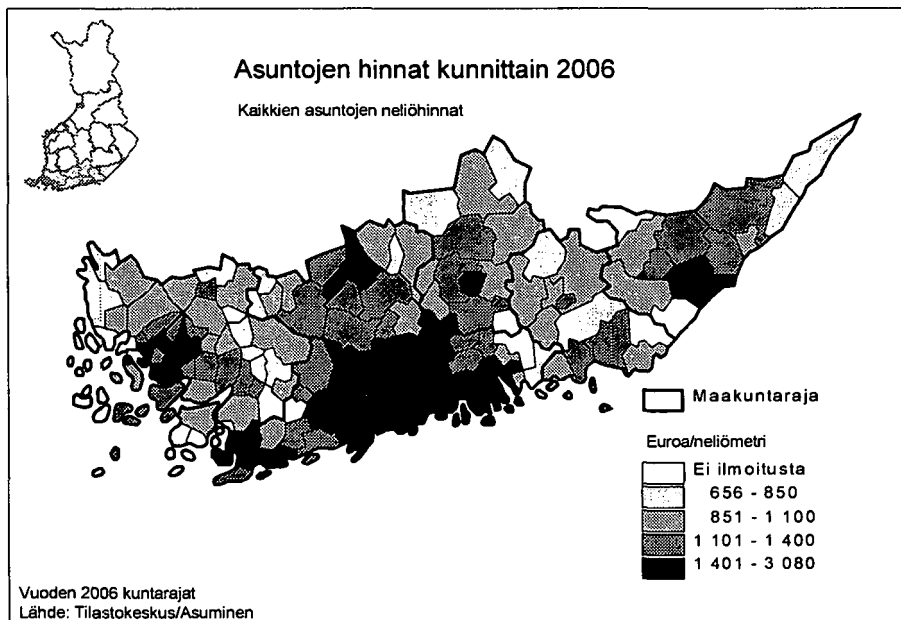 Asuntojen hinnat kunnittain 2006
Kaikkien asuntojen neliöhinnat
Maakuntaraja
Euroa/neliömetri
Ei ilmoitusta
656 - 850
851 - 1 100
1 101 - 1 400
1 401 - 3 080
Vuoden 2006 kuntarajat
Lähde: Tilastokeskus/Asuminen